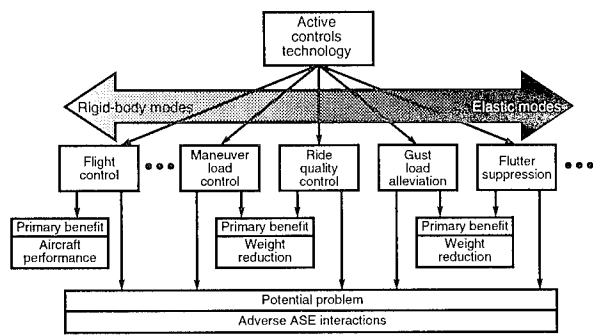 Active
controls
technology
Rigid-body modes
Elastic modes
Flight
control
Maneuver
load
control
Ride
quality
control
Gust
load
alleviation
Flutter
suppression
Primary benefit
Aircraft
performance
Primary benefit
Weight
reduction
Primary benefit
Weight
reduction
Potential problem
Adverse ASE interactions